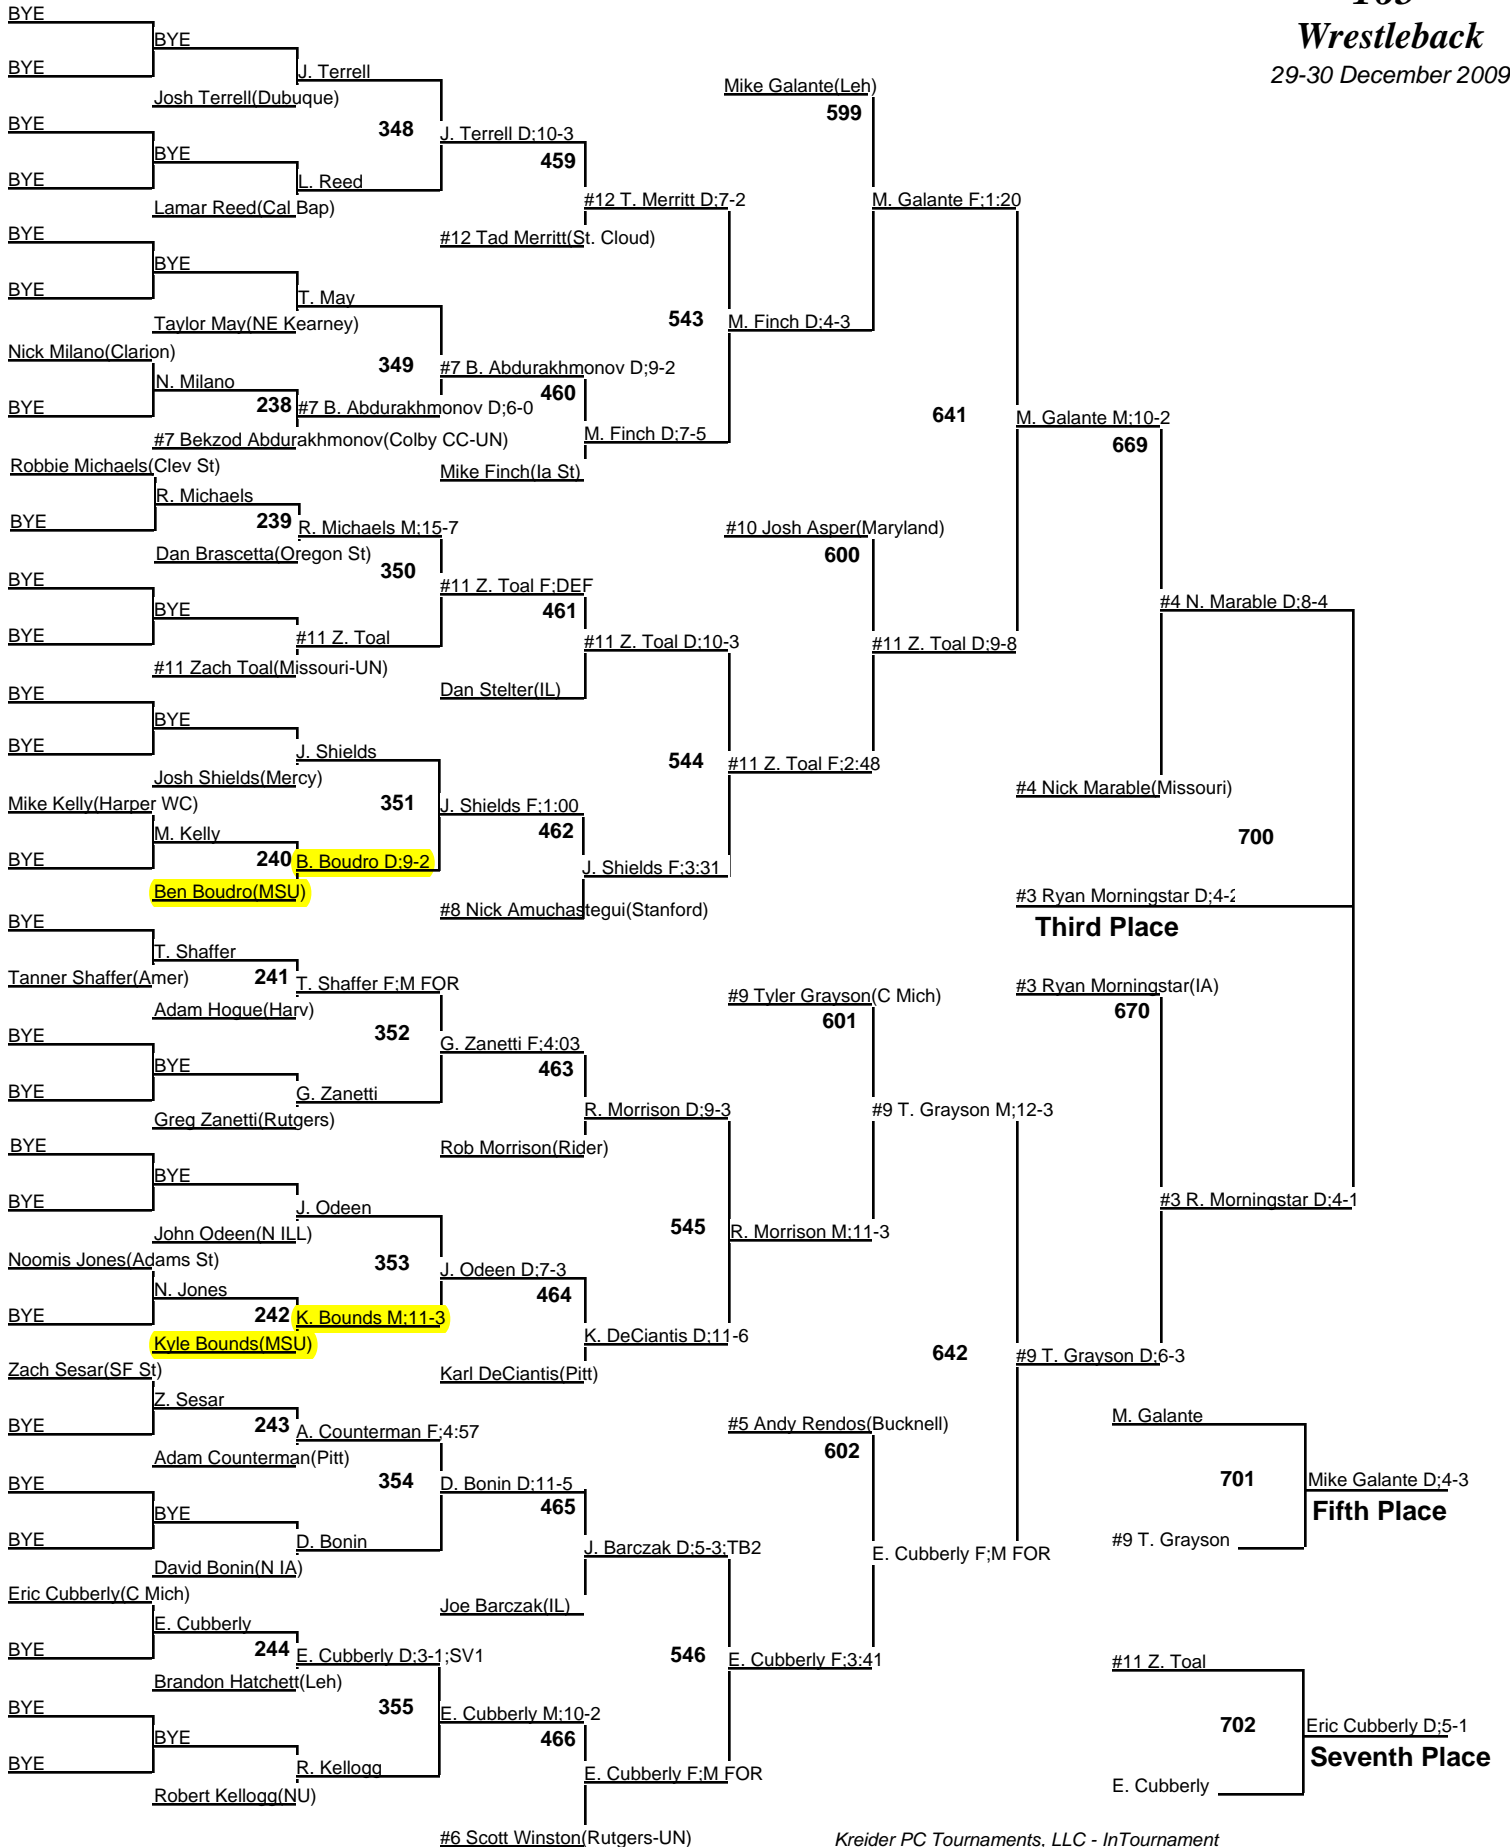 165
Wrestleback
29-30 December 2009
BYE
BYE
BYE
J. Terrell
Josh Terrell(Dubuque)
348
BYE
BYE
BYE
L. Reed
Lamar Reed(Cal Bap)
J. Terrell D;10-3
459
#12 T. Merritt D;7-2
#12 Tad Merritt(St. Cloud)
BYE
BYE
BYE
T. May
Taylor May(NE Kearney)
349
Nick Milano(Clarion)
N. Milano
BYE
238
#7 B. Abdurakhmonov D;6-0
#7 Bekzod Abdurakhmonov(Colby CC-UN)
#7 B. Abdurakhmonov D;9-2
460
M. Finch D;7-5
Mike Finch(Ia St)
543
M. Finch D;4-3
Mike Galante(Leh)
599
M. Galante F;1:20
Robbie Michaels(Clev St)
R. Michaels
BYE
239
R. Michaels M;15-7
Dan Brascetta(Oregon St)
350
BYE
BYE
BYE
#11 Z. Toal
#11 Zach Toal(Missouri-UN)
#11 Z. Toal F;DEF
461
#11 Z. Toal D;10-3
Dan Stelter(IL)
BYE
BYE
BYE
J. Shields
Josh Shields(Mercy)
351
Mike Kelly(Harper WC)
M. Kelly
BYE
240
B. Boudro D;9-2
Ben Boudro(MSU)
J. Shields F;1:00
462
J. Shields F;3:31
#8 Nick Amuchastegui(Stanford)
544
#11 Z. Toal F;2:48
#10 Josh Asper(Maryland)
600
#11 Z. Toal D;9-8
641
M. Galante M;10-2
669
#4 N. Marable D;8-4
#4 Nick Marable(Missouri)
700
#3 Ryan Morningstar D;4-2
Third Place
BYE
T. Shaffer
Tanner Shaffer(Amer)
241
T. Shaffer F;M FOR
Adam Hogue(Harv)
352
BYE
BYE
BYE
G. Zanetti
Greg Zanetti(Rutgers)
G. Zanetti F;4:03
463
R. Morrison D;9-3
Rob Morrison(Rider)
BYE
BYE
BYE
J. Odeen
John Odeen(N ILL)
353
Noomis Jones(Adams St)
N. Jones
BYE
242
K. Bounds M;11-3
Kyle Bounds(MSU)
J. Odeen D;7-3
464
K. DeCiantis D;11-6
Karl DeCiantis(Pitt)
545
R. Morrison M;11-3
#9 Tyler Grayson(C Mich)
601
#9 T. Grayson M;12-3
#3 Ryan Morningstar(IA)
670
#3 R. Morningstar D;4-1
Zach Sesar(SF St)
Z. Sesar
BYE
243
A. Counterman F;4:57
Adam Counterman(Pitt)
354
BYE
BYE
BYE
D. Bonin
David Bonin(N IA)
D. Bonin D;11-5
465
J. Barczak D;5-3;TB2
Joe Barczak(IL)
Eric Cubberly(C Mich)
E. Cubberly
BYE
244
E. Cubberly D;3-1;SV1
Brandon Hatchett(Leh)
355
BYE
BYE
BYE
R. Kellogg
Robert Kellogg(NU)
E. Cubberly M;10-2
466
E. Cubberly F;M FOR
#6 Scott Winston(Rutgers-UN)
546
E. Cubberly F;3:41
#5 Andy Rendos(Bucknell)
602
E. Cubberly F;M FOR
642
#9 T. Grayson D;6-3
M. Galante
701
Mike Galante D;4-3
Fifth Place
#9 T. Grayson
#11 Z. Toal
702
Eric Cubberly D;5-1
Seventh Place
E. Cubberly
Kreider PC Tournaments, LLC - InTournament